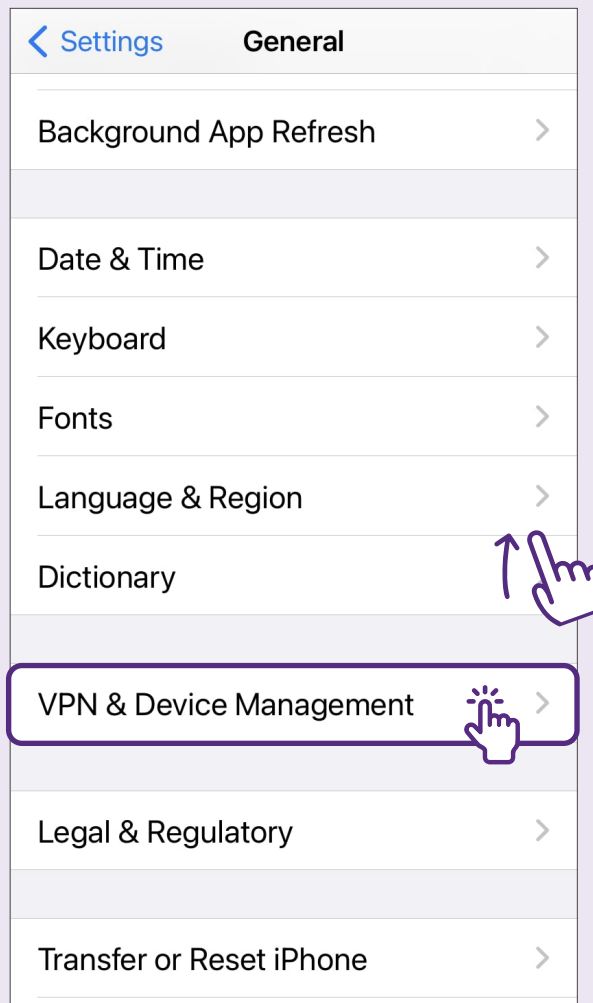 Settings General
Background App Refresh
Date & Time
Keyboard
Fonts
Language & Region
Dictionary
VPN & Device Management
Legal & Regulatory
Transfer or Reset iPhone